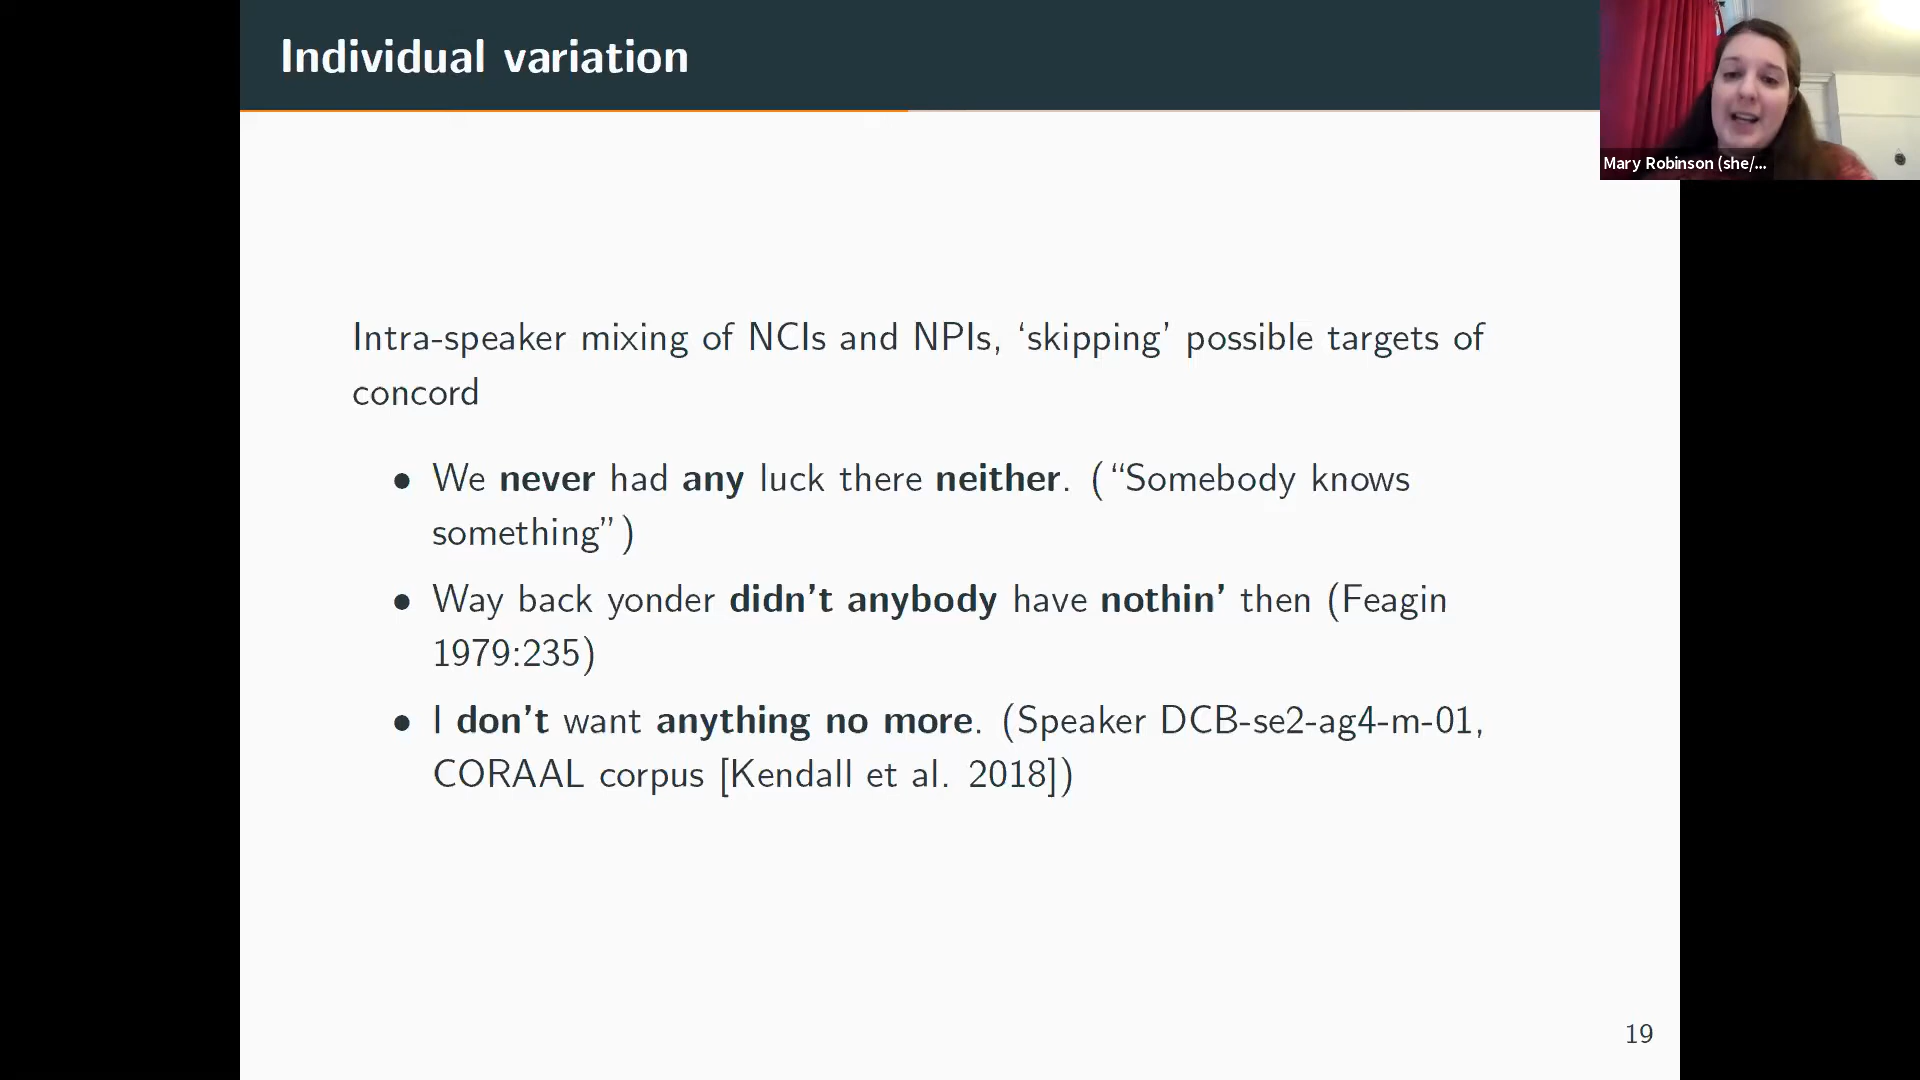 Individual variation
Mary Robinson (she/...
Intra-speaker mixing of NCIs and NPIs, ‘skipping’ possible targets of
concord
• We never had any luck there neither. (“Somebody knows
something”)
• Way back yonder didn’t anybody have nothin’ then (Feagin
1979:235)
• I don’t want anything no more. (Speaker DCB-se2-ag4-m-01,
CORAAL corpus [Kendall et al. 2018])
19